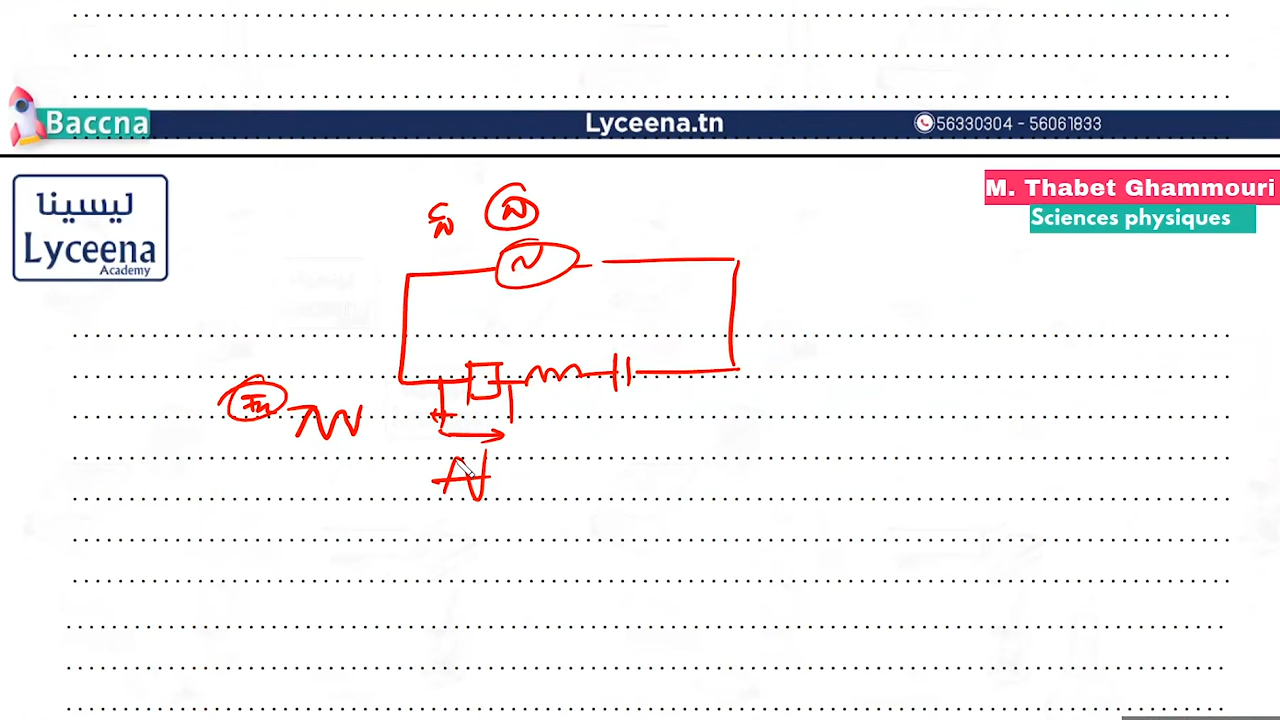 Baccna
Lyceena.tn
56330304 - 56061833
ليسينا
Lyceena
Academy
M. Thabet Ghammouri
Sciences physiques